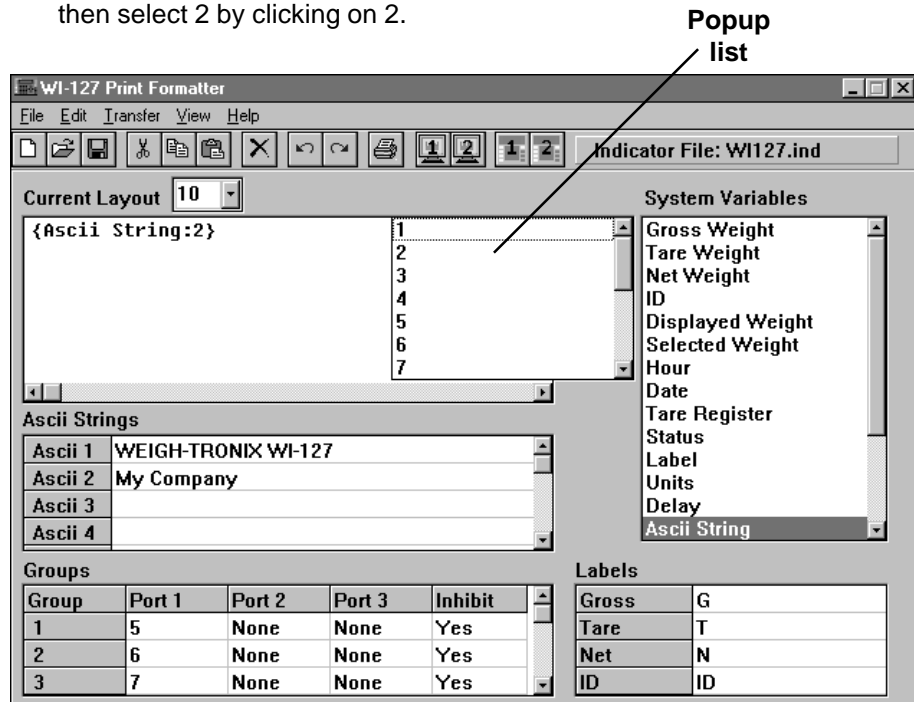 then select 2 by clicking on 2.
Popup
list
WI-127 Print Formatter
File Edit Transfer View Help
1 2 1 2 Indicator File: WI127.ind
Current Layout 10
{Ascii String:2}
1
2
3
4
5
6
7
System Variables
Gross Weight
Tare Weight
Net Weight
ID
Displayed Weight
Selected Weight
Hour
Date
Tare Register
Status
Label
Units
Delay
Ascii String
Ascii Strings
Ascii 1 WEIGH-TRONIX WI-127
Ascii 2 My Company
Ascii 3
Ascii 4
Groups
Group Port 1 Port 2 Port 3 Inhibit
1 5 None None Yes
2 6 None None Yes
3 7 None None Yes
Labels
Gross G
Tare T
Net N
ID ID